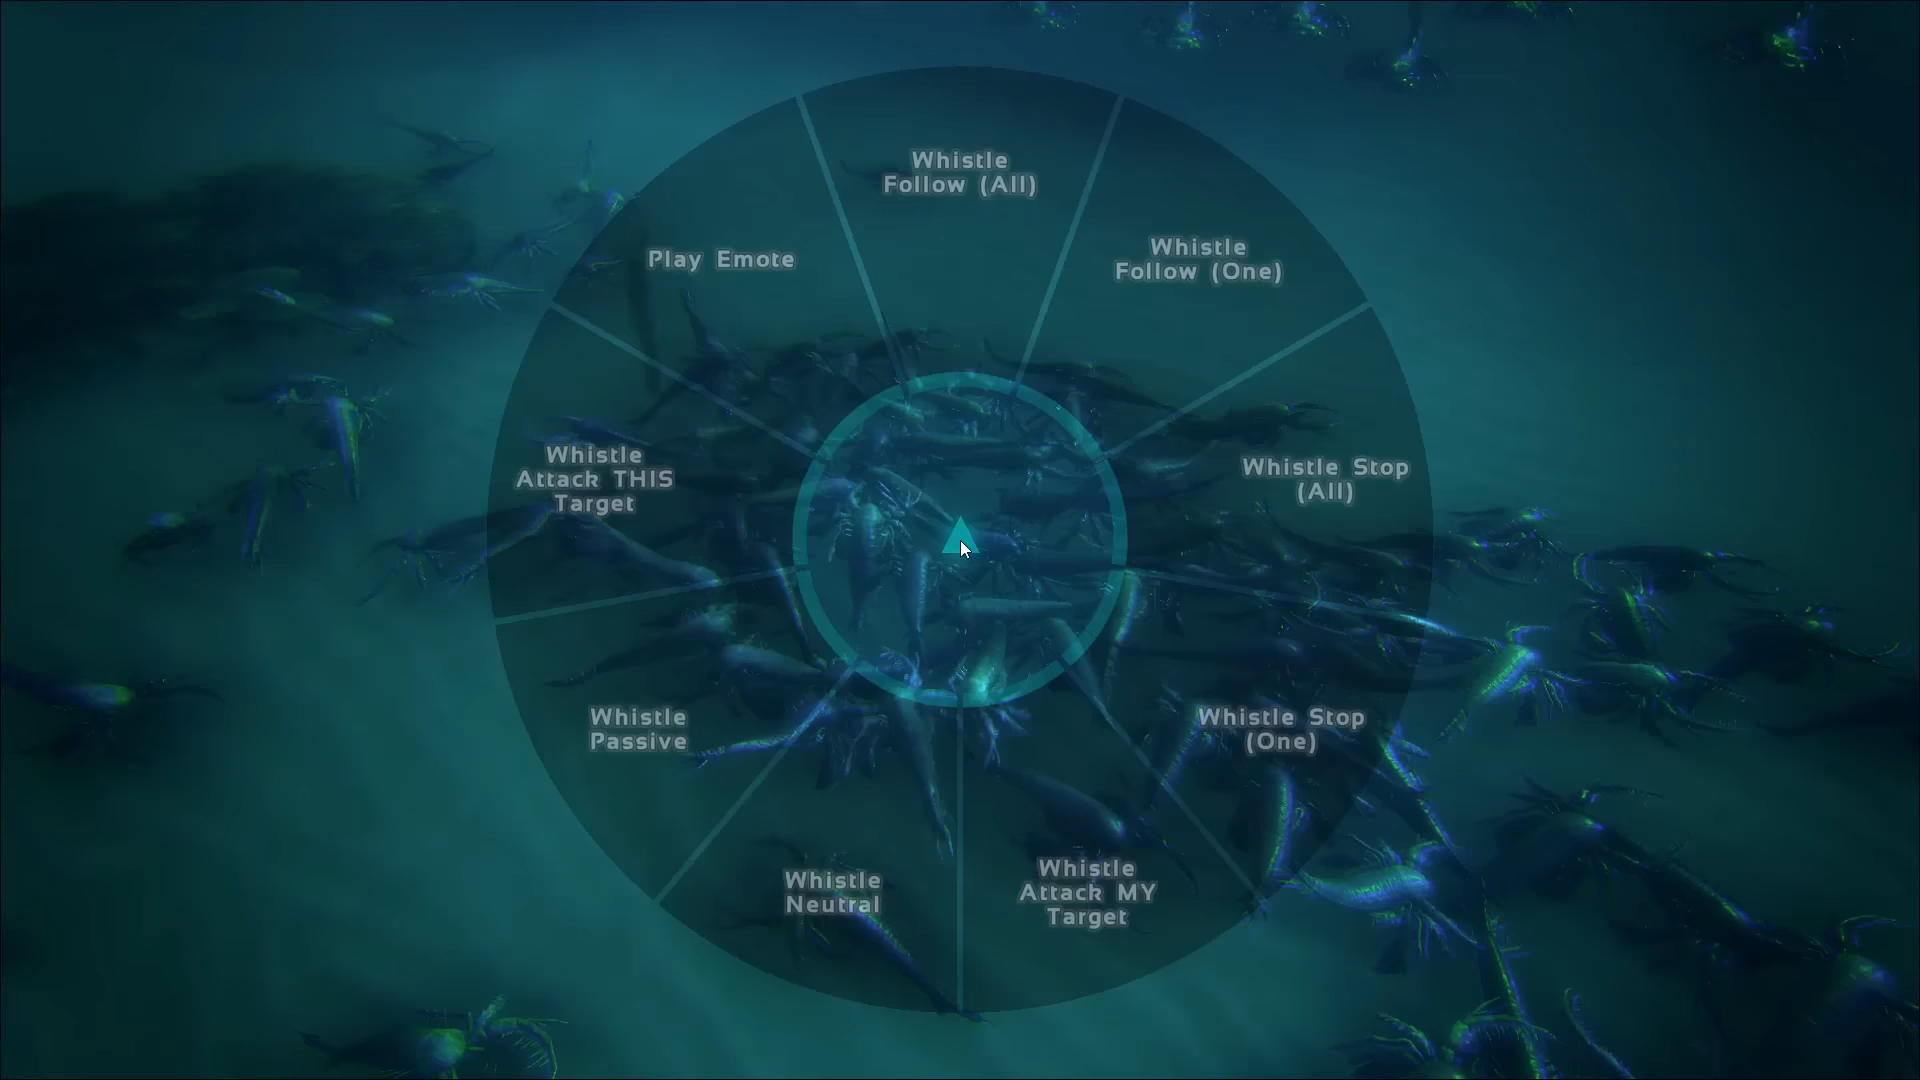 Whistle
Follow (All)
Whistle
Follow (One)
Play Emote
Whistle
Attack THIS
Target
Whistle Stop
(All)
Whistle
Passive
Whistle Stop
(One)
Whistle
Neutral
Whistle
Attack MY
Target